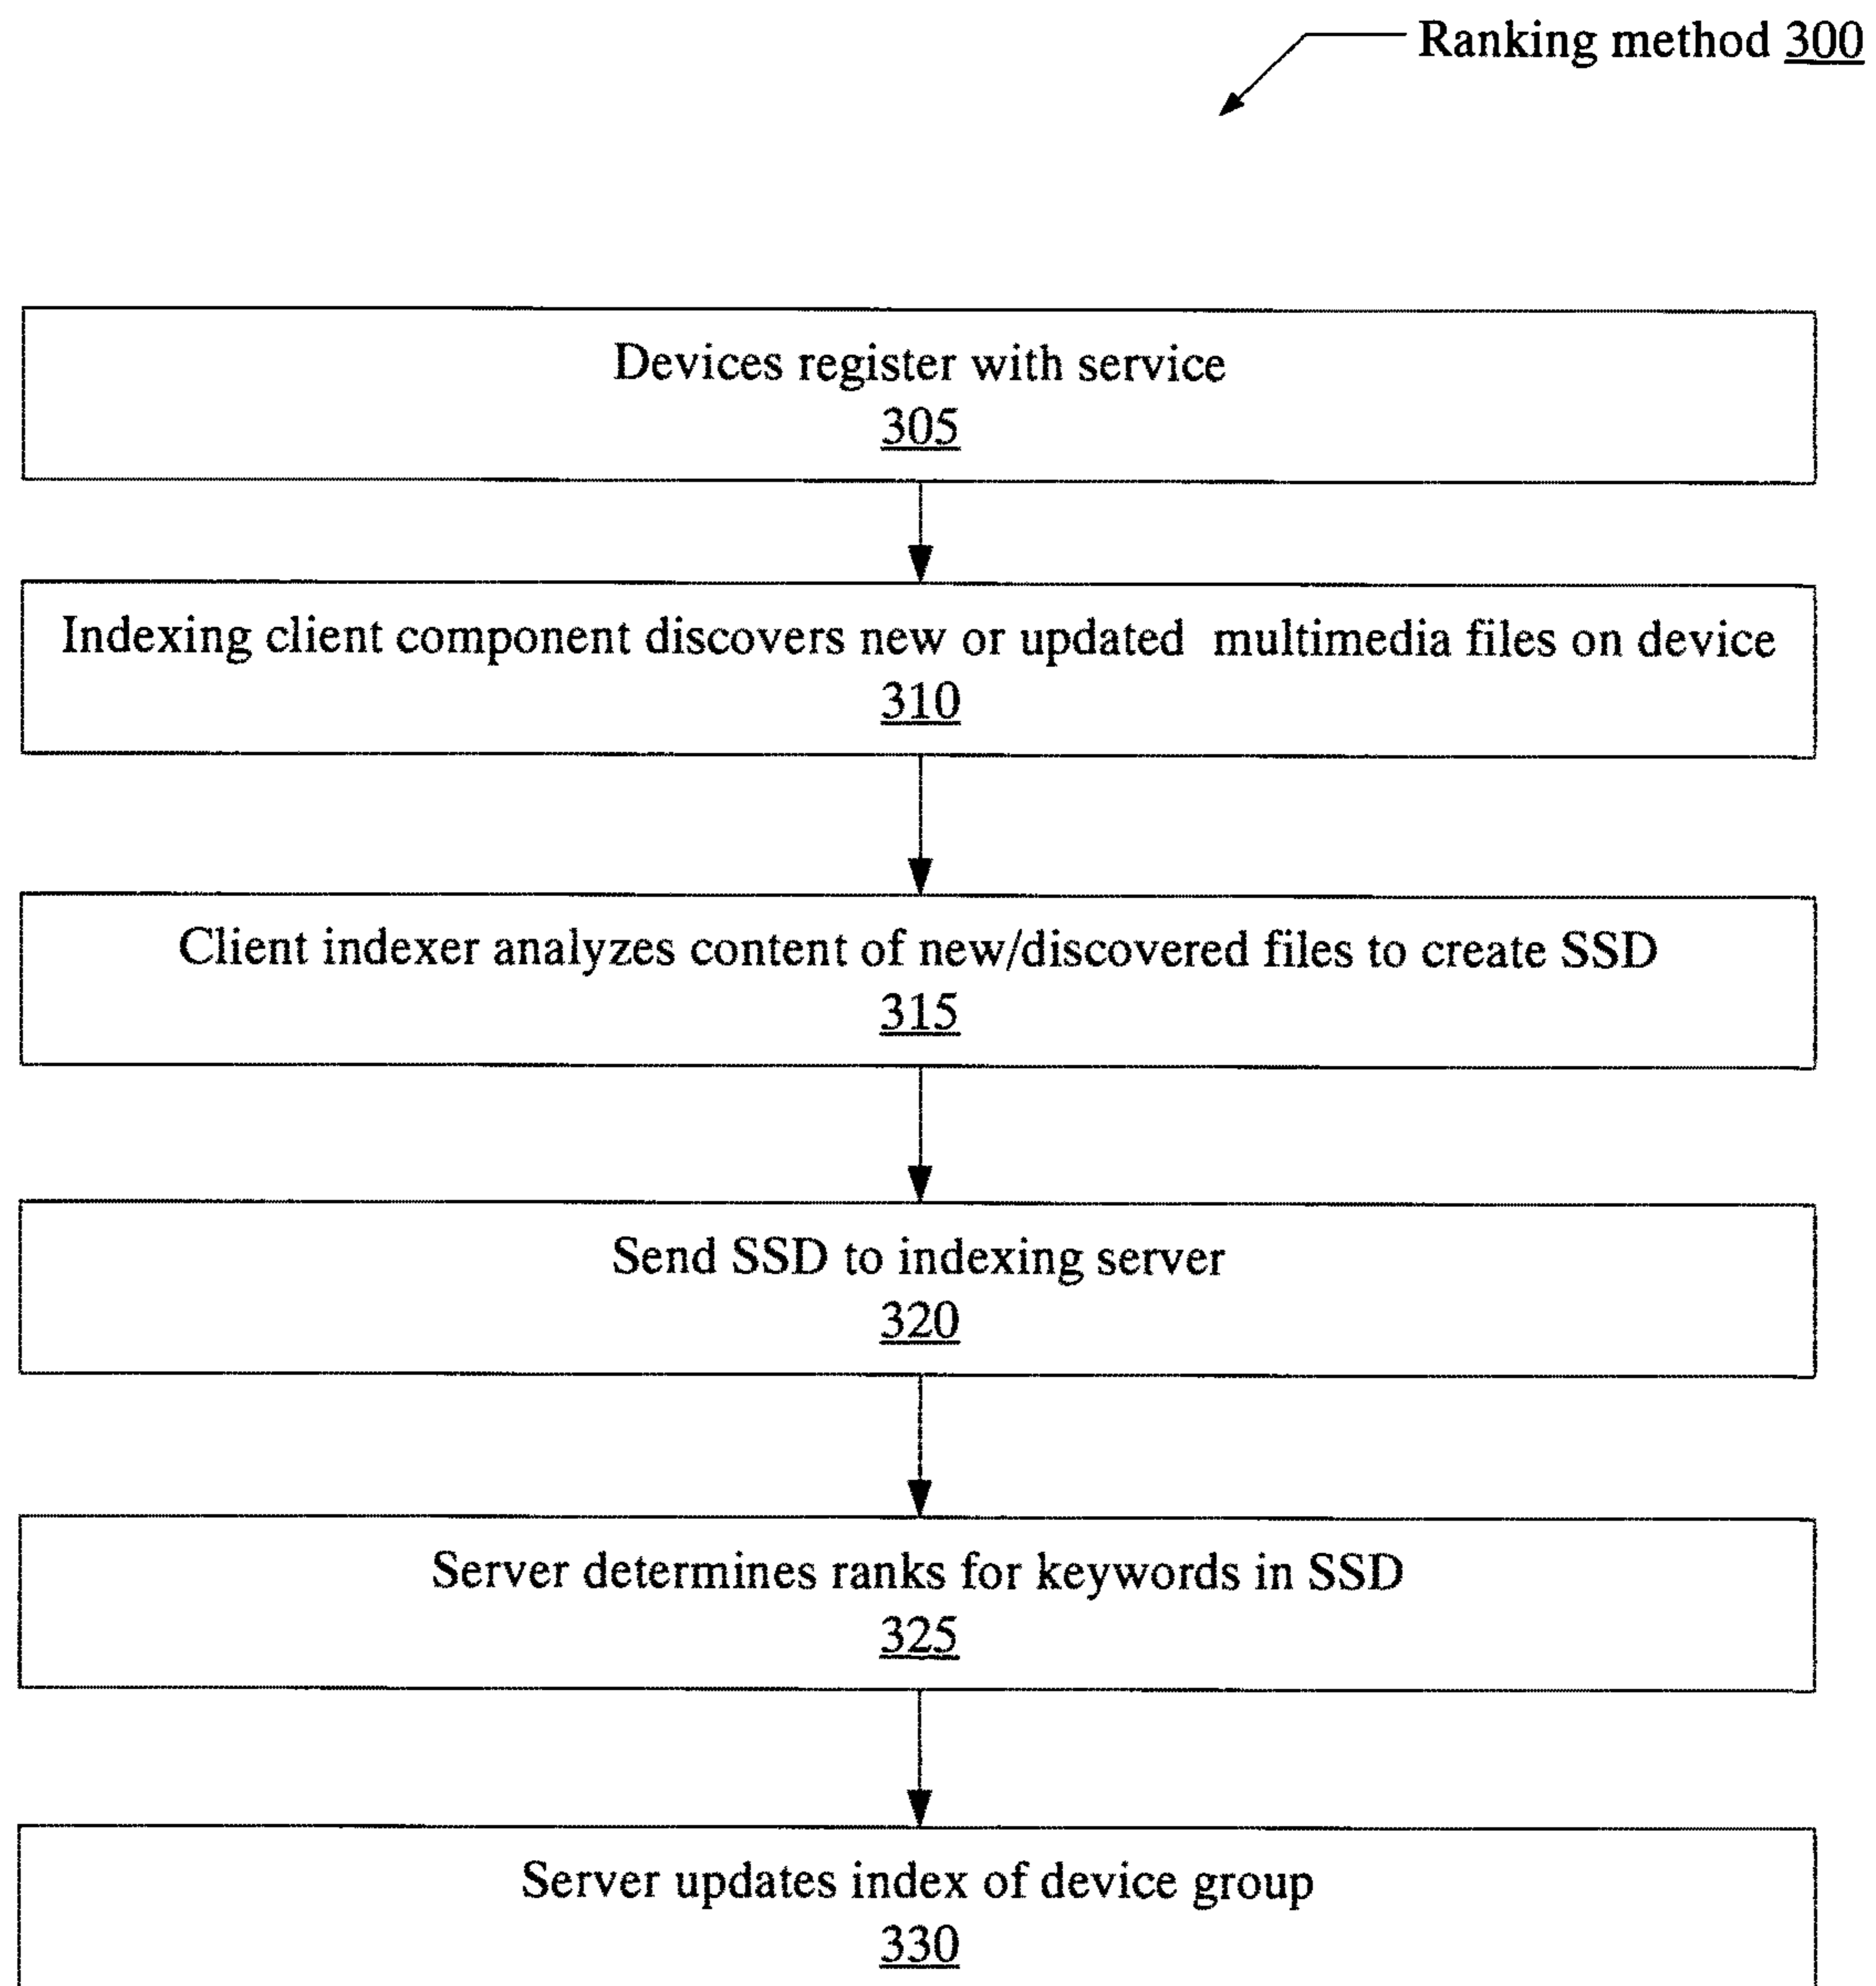 Ranking method 300
Devices register with service
305
Indexing client component discovers new or updated multimedia files on device
310
Client indexer analyzes content of new/discovered files to create SSD
315
Send SSD to indexing server
320
Server determines ranks for keywords in SSD
325
Server updates index of device group
330